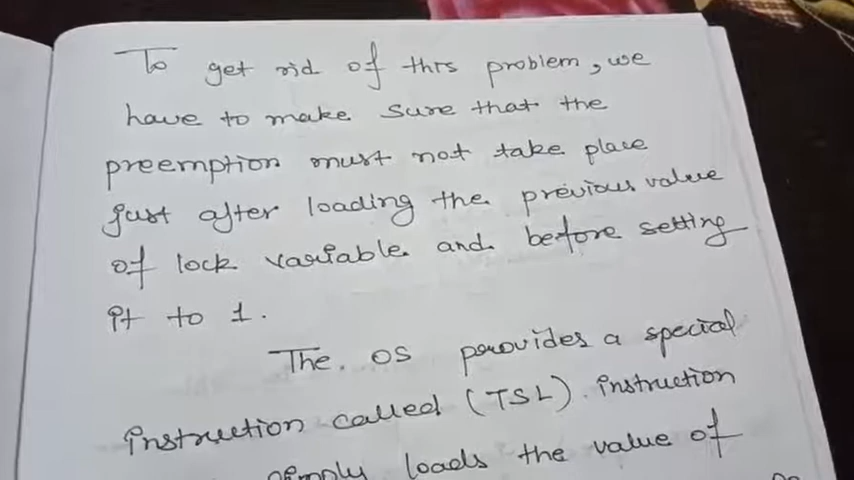 To get rid of this problem, we
have to make sure that the
preemption must not take place
just after loading the previous value
of lock variable and before setting
it to 1.
The OS provides a special
instruction called (TSL) instruction
simply loads the value of